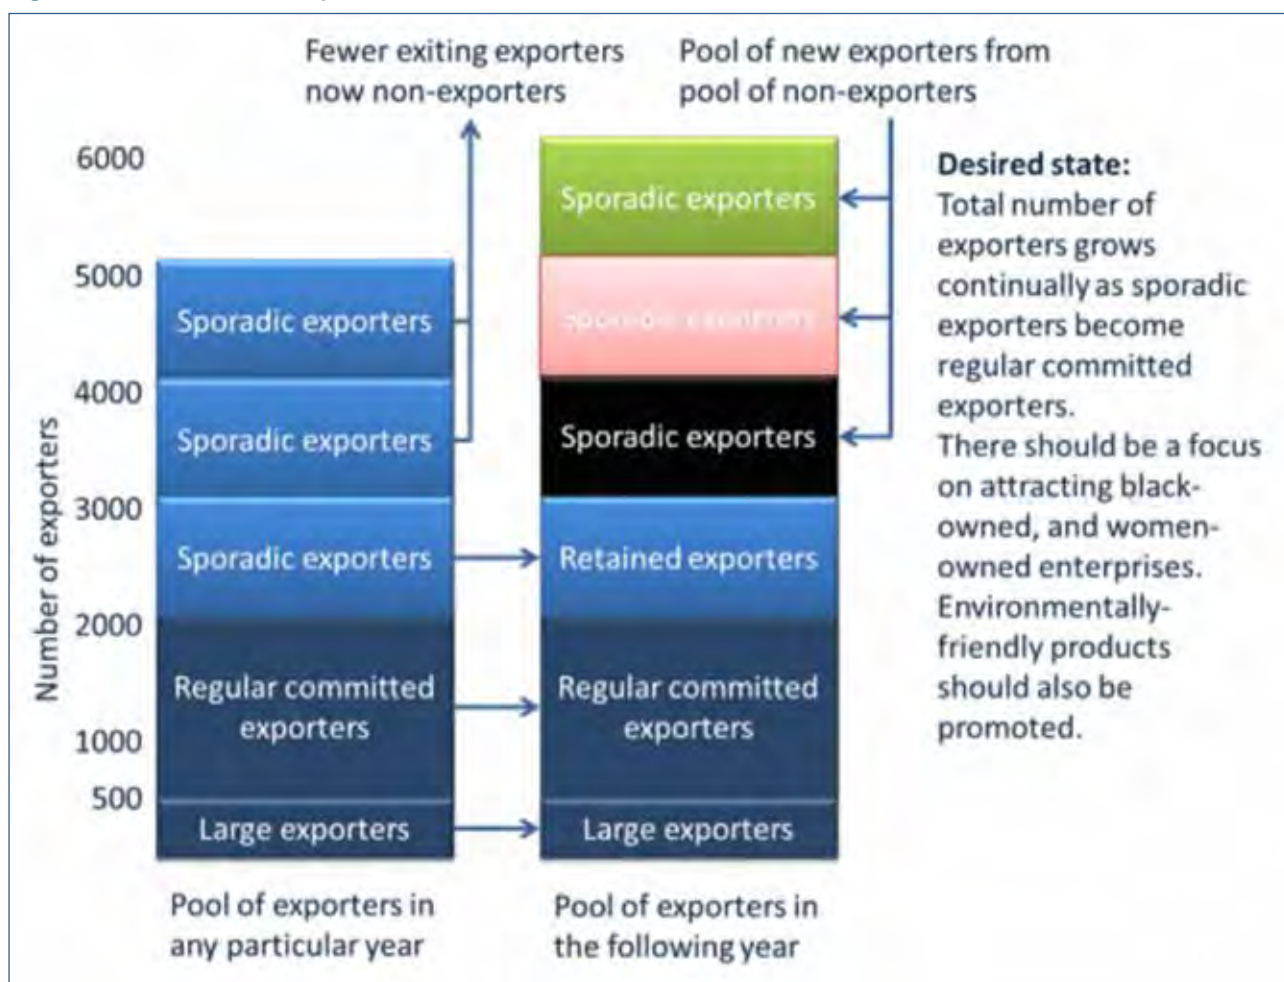 Fewer exiting exporters
now non-exporters
Pool of new exporters from
pool of non-exporters
Number of exporters
6000
5000
4000
3000
2000
1000
500
Sporadic exporters
Sporadic exporters
Sporadic exporters
Regular committed
exporters
Large exporters
Pool of exporters in
any particular year
Sporadic exporters
Sporadic exporters
Sporadic exporters
Retained exporters
Regular committed
exporters
Large exporters
Pool of exporters in
the following year
Desired state:
Total number of
exporters grows
continually as sporadic
exporters become
regular committed
exporters.
There should be a focus
on attracting black-
owned, and women-
owned enterprises.
Environmentally-
friendly products
should also be
promoted.